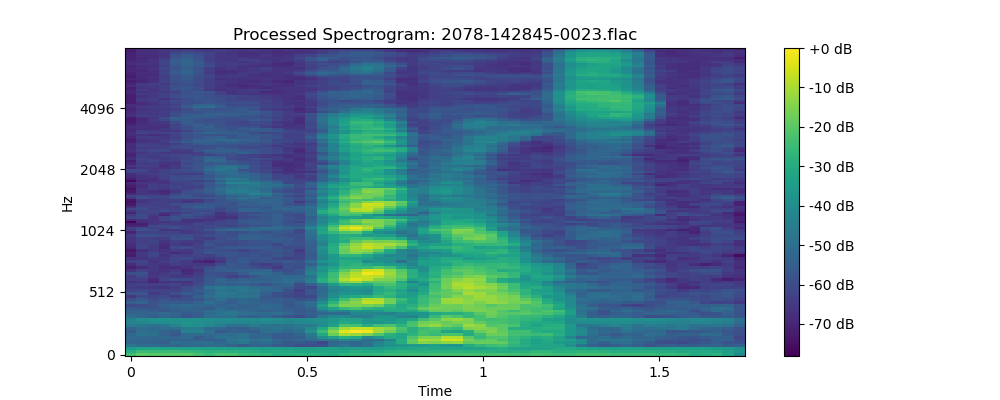 Processed Spectrogram: 2078-142845-0023.flac
Hz
4096
2048
1024
512
0
0
0.5
1
1.5
Time
+0 dB
-10 dB
-20 dB
-30 dB
-40 dB
-50 dB
-60 dB
-70 dB